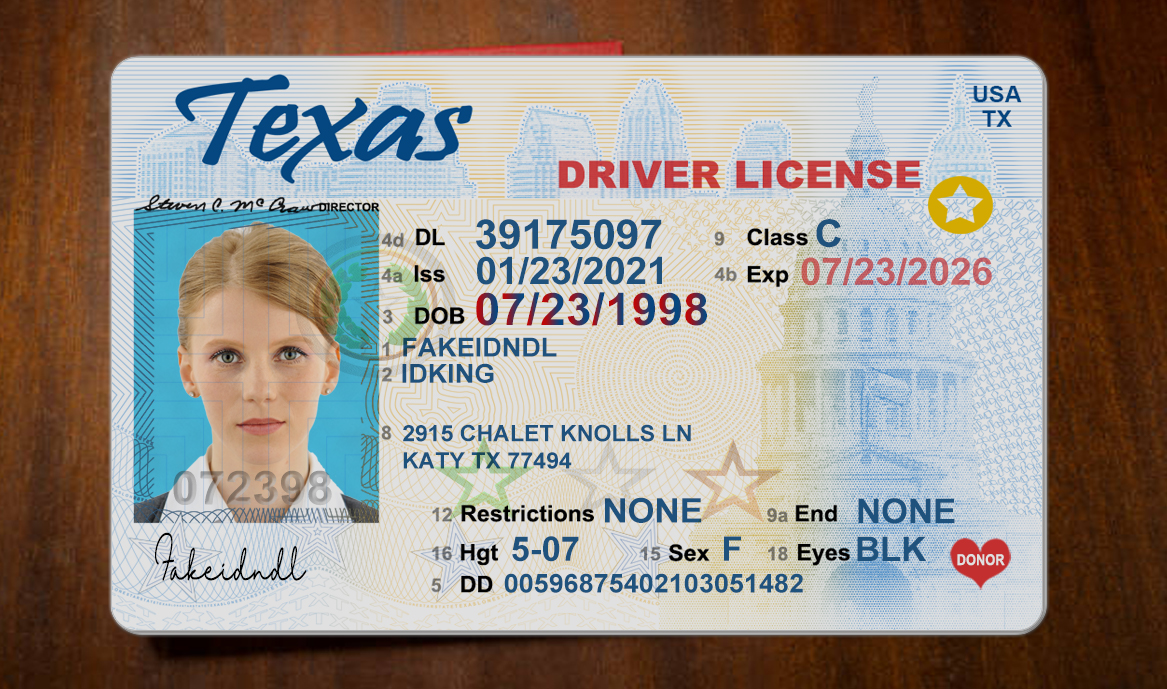 Texas
USA
TX
DRIVER LICENSE
Steven C. McCraw DIRECTOR
4d DL 39175097 9 Class C
4a Iss 01/23/2021 4b Exp 07/23/2026
3 DOB 07/23/1998
1 FAKEIDNDL
2 IDKING
8 2915 CHALET KNOLLS LN
KATY TX 77494
072398
12 Restrictions NONE 9a End NONE
16 Hgt 5-07 15 Sex F 18 Eyes BLK
DONOR
5 DD 00596875402103051482
Fakeidndl